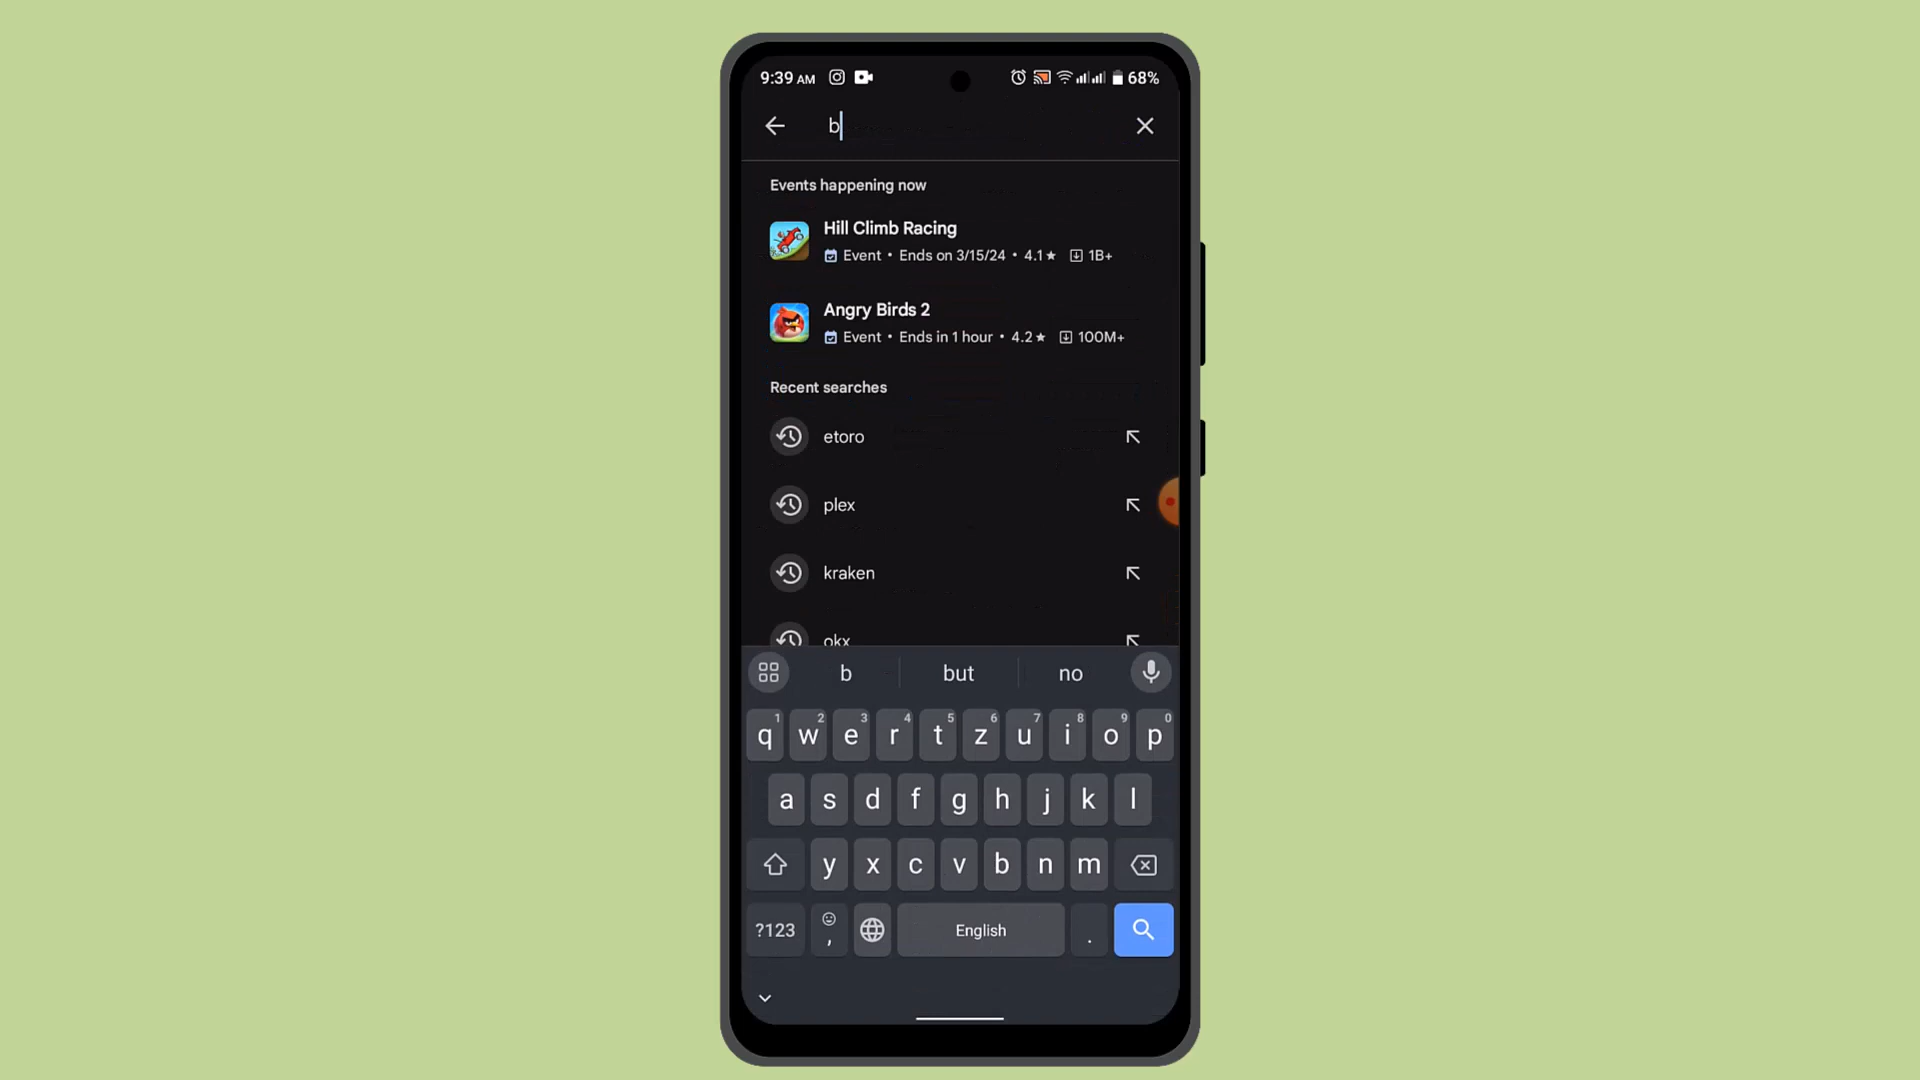 9:39 AM 68%
b
Events happening now
Hill Climb Racing
Event • Ends on 3/15/24 • 4.1★ 1B+
Angry Birds 2
Event • Ends in 1 hour • 4.2★ 100M+
Recent searches
etoro
plex
kraken
okx
b but no
1 2 3 4 5 6 7 8 9 0
q w e r t z u i o p
a s d f g h j k l
y x c v b n m
?123 , English .